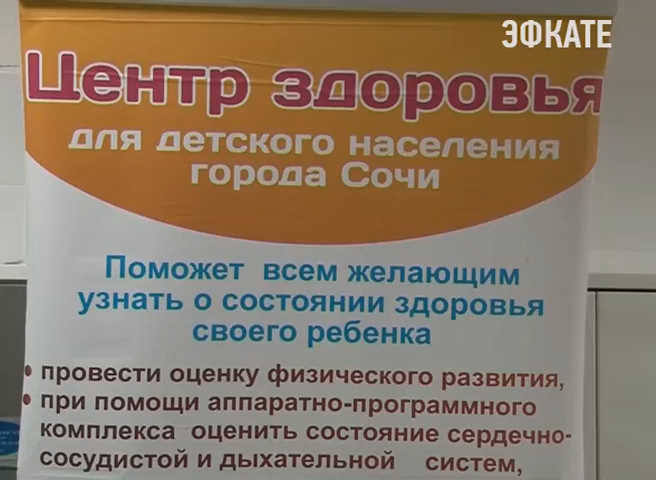 ЭФКАТЕ
Центр здоровья
для детского населения
города Сочи
Поможет всем желающим
узнать о состоянии здоровья
своего ребенка
• провести оценку физического развития,
• при помощи аппаратно-программного
комплекса оценить состояние сердечно-
сосудистой и дыхательной систем,